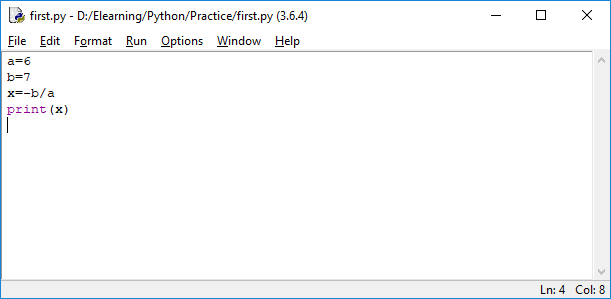 first.py - D:/Elearning/Python/Practice/first.py (3.6.4)
File Edit Format Run Options Window Help
a=6
b=7
x=-b/a
print(x)
Ln: 4 Col: 8